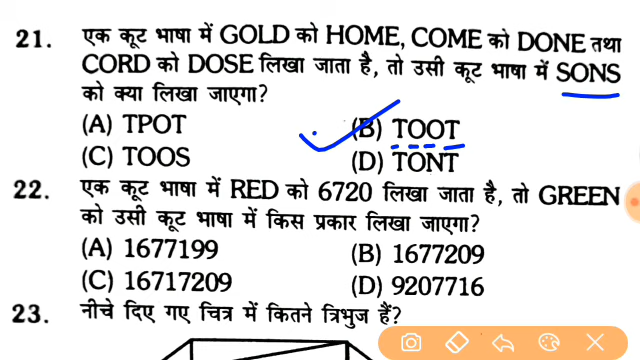 21. एक कूट भाषा में GOLD को HOME, COME को DONE तथा
CORD को DOSE लिखा जाता है, तो उसी कूट भाषा में SONS
को क्या लिखा जाएगा?
(A) TPOT (B) TOOT
(C) TOOS (D) TONT
22. एक कूट भाषा में RED को 6720 लिखा जाता है, तो GREEN
को उसी कूट भाषा में किस प्रकार लिखा जाएगा?
(A) 1677199 (B) 1677209
(C) 16717209 (D) 9207716
23. नीचे दिए गए चित्र में कितने त्रिभुज हैं?